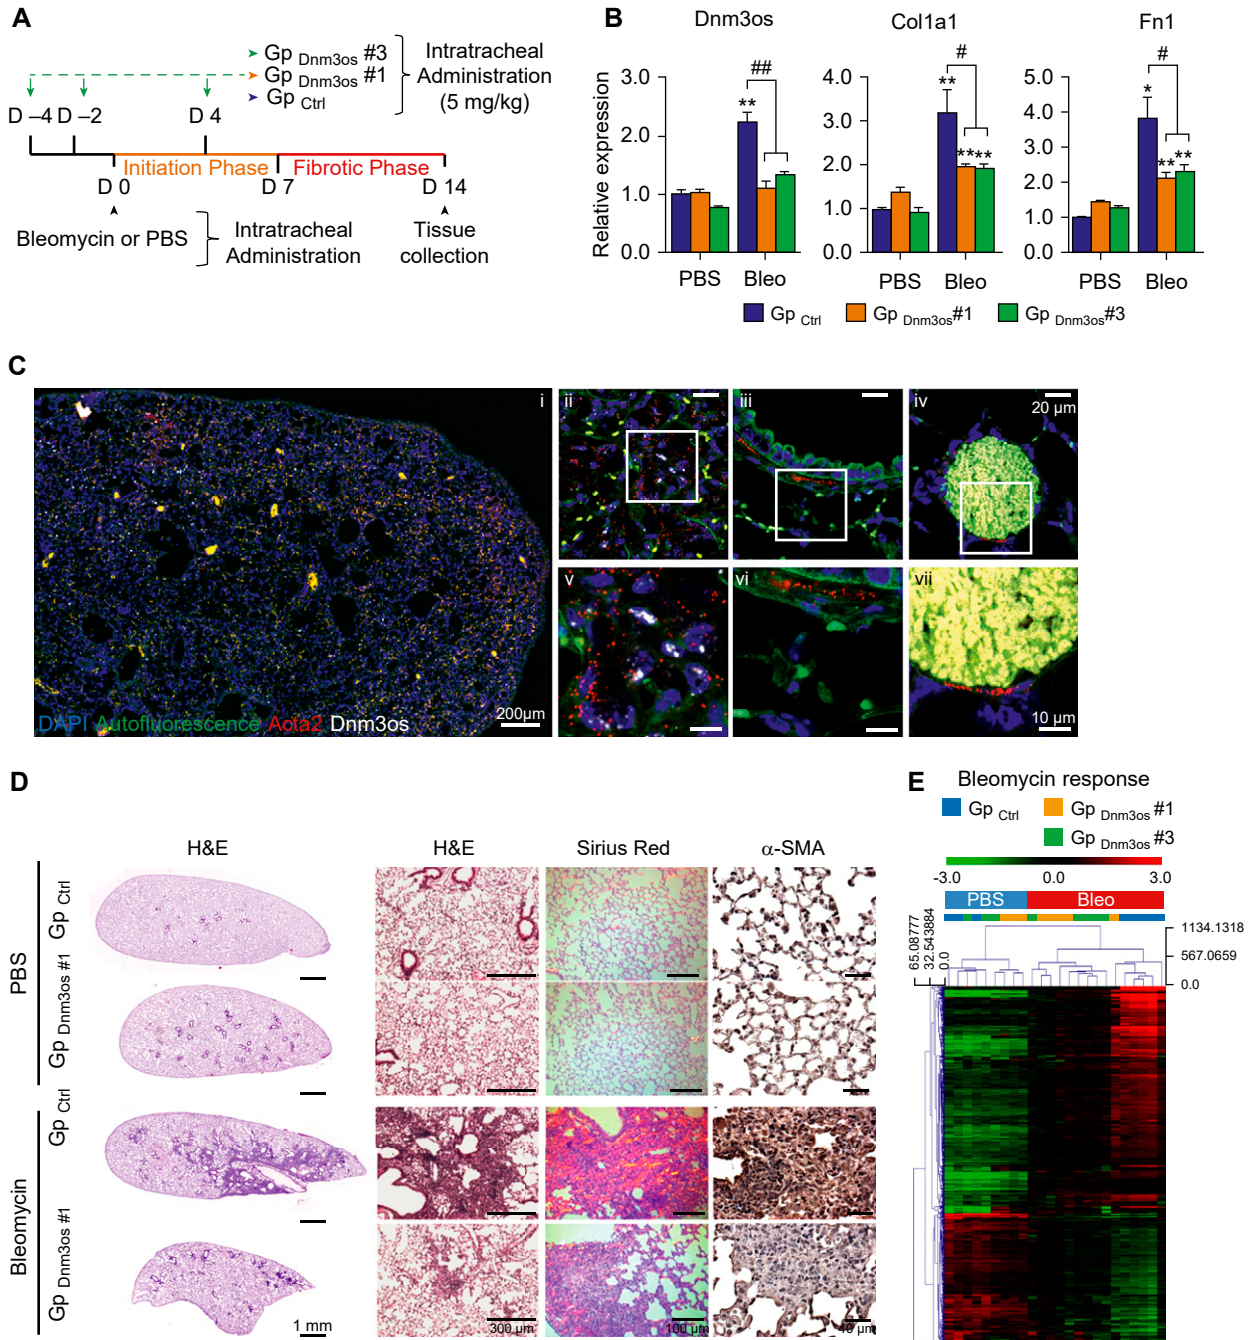 A
Gp Dnm3os #3
Gp Dnm3os #1
Gp Ctrl
Intratracheal
Administration
(5 mg/kg)
D –4 D –2 D 4
Initiation Phase Fibrotic Phase
D 0 D 7 D 14
Bleomycin or PBS
Intratracheal
Administration
Tissue
collection
B
Dnm3os Col1a1 Fn1
Relative expression
3.0
2.0
1.0
0.0
##
**
PBS Bleo
4.0
3.0
2.0
1.0
0.0
#
**
** **
PBS Bleo
5.0
4.0
3.0
2.0
1.0
0.0
#
*
** **
PBS Bleo
Gp Ctrl Gp Dnm3os#1 Gp Dnm3os#3
C
i ii iii iv
20 µm
v vi vii
DAPI Autofluorescence Acta2 Dnm3os
200µm
10 µm
D
H&E H&E Sirius Red α-SMA
PBS
Gp Ctrl
Gp Dnm3os #1
Bleomycin
Gp Ctrl
Gp Dnm3os #1
1 mm 300 µm 100 µm 40 µm
E
Bleomycin response
Gp Ctrl Gp Dnm3os #1
Gp Dnm3os #3
-3.0 0.0 3.0
PBS Bleo
65.08777
32.543884
0.0
1134.1318
567.0659
0.0